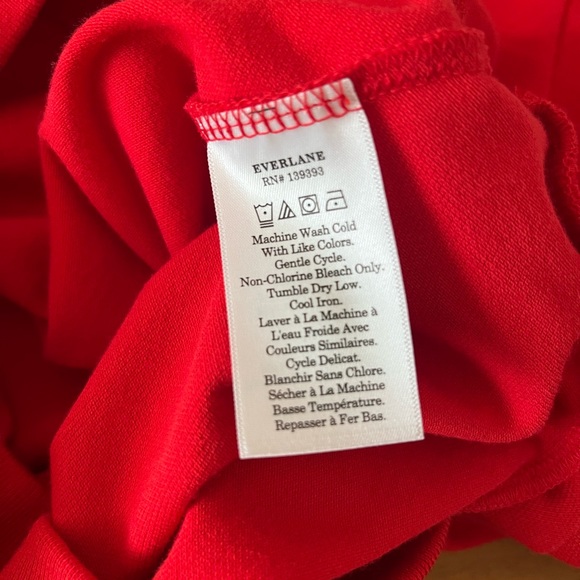 EVERLANE
RN# 139393
Machine Wash Cold
With Like Colors.
Gentle Cycle.
Non-Chlorine Bleach Only.
Tumble Dry Low.
Cool Iron.
Laver à La Machine à
L'eau Froide Avec
Couleurs Similaires.
Cycle Delicat.
Blanchir Sans Chlore.
Sécher à La Machine
Basse Température.
Repasser à Fer Bas.